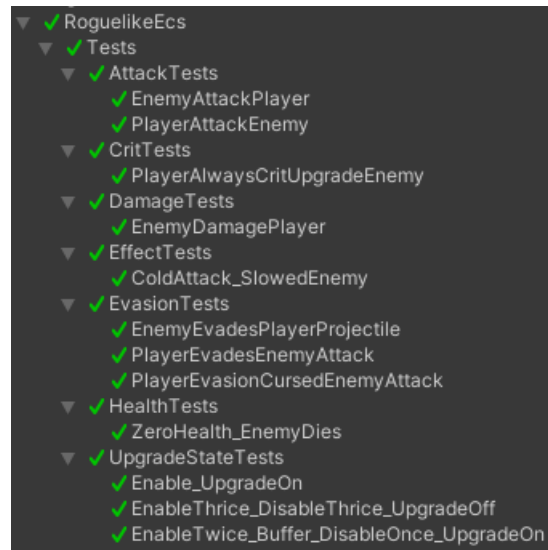 RoguelikeEcs
Tests
AttackTests
EnemyAttackPlayer
PlayerAttackEnemy
CritTests
PlayerAlwaysCritUpgradeEnemy
DamageTests
EnemyDamagePlayer
EffectTests
ColdAttack_SlowedEnemy
EvasionTests
EnemyEvadesPlayerProjectile
PlayerEvadesEnemyAttack
PlayerEvasionCursedEnemyAttack
HealthTests
ZeroHealth_EnemyDies
UpgradeStateTests
Enable_UpgradeOn
EnableThrice_DisableThrice_UpgradeOff
EnableTwice_Buffer_DisableOnce_UpgradeOn